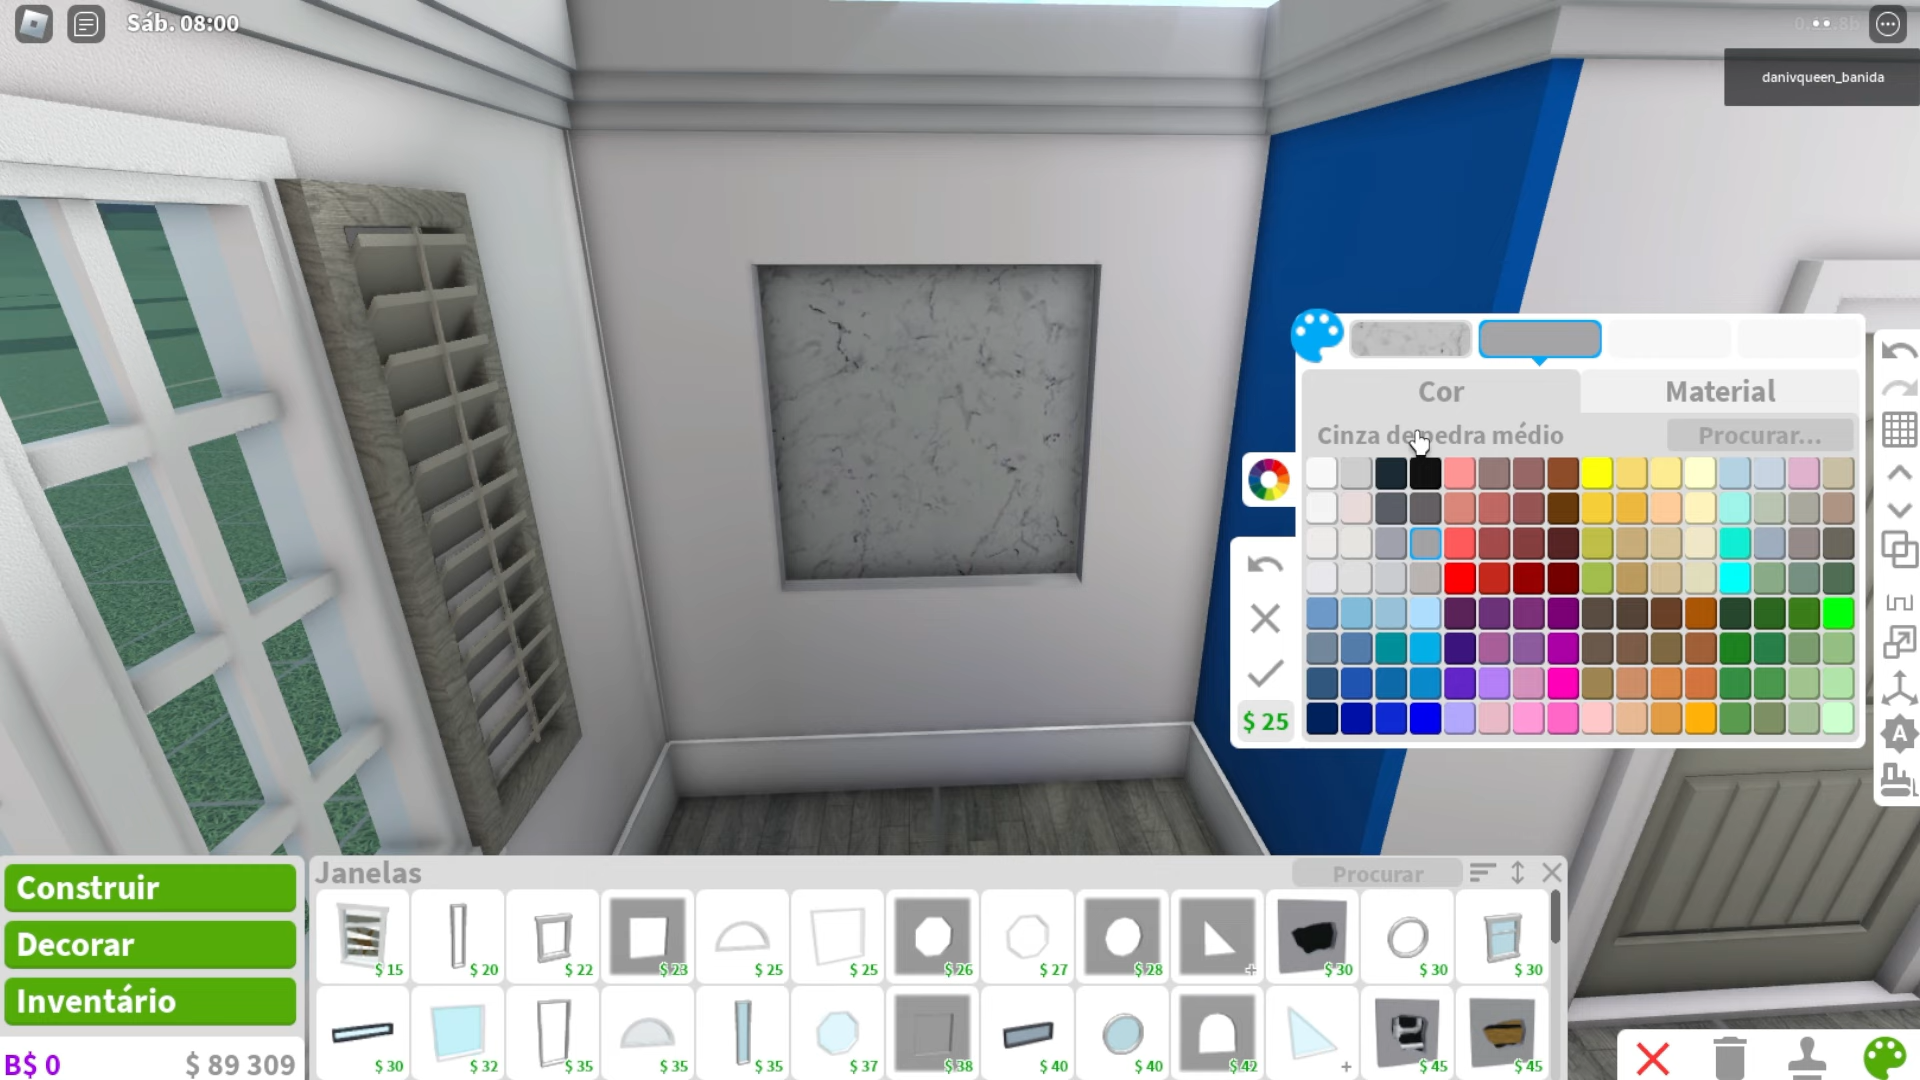 Sáb. 08:00
danivqueen_banida
Cor
Material
Cinza de pedra médio
Procurar...
$ 25
A
Construir
Decorar
Inventário
B$ 0
$ 89 309
Janelas
Procurar
$ 15
$ 20
$ 22
$ 23
$ 25
$ 25
$ 26
$ 27
$ 28
+
$ 30
$ 30
$ 30
$ 30
$ 32
$ 35
$ 35
$ 35
$ 37
$ 38
$ 40
$ 40
$ 42
+
$ 45
$ 45